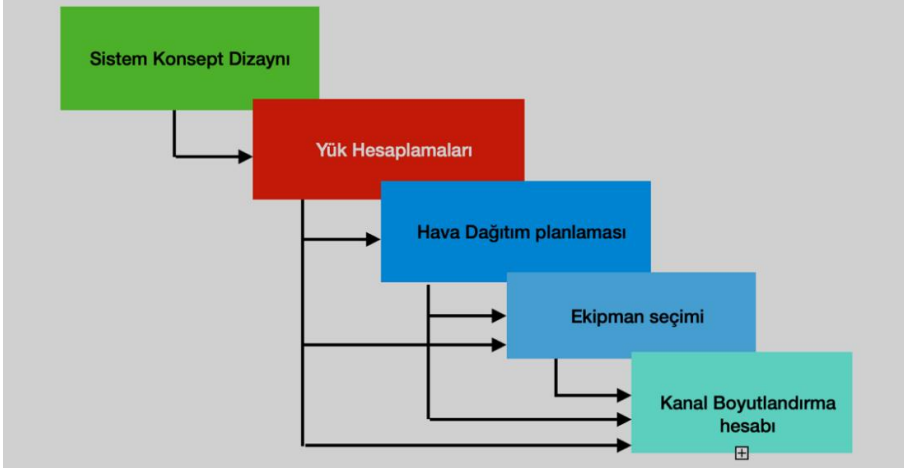 Sistem Konsept Dizaynı
Yük Hesaplamaları
Hava Dağıtım planlaması
Ekipman seçimi
Kanal Boyutlandırma
hesabı